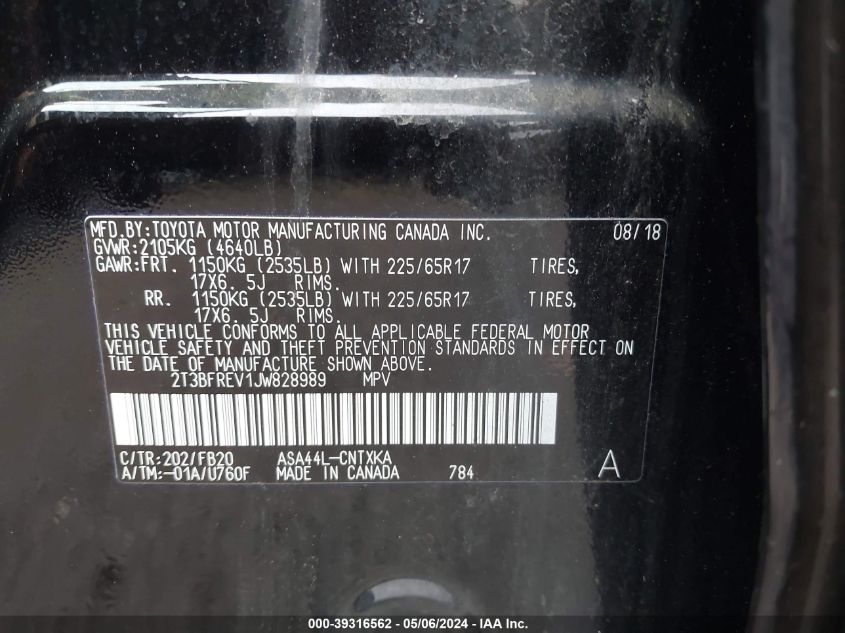 MFD.BY:TOYOTA MOTOR MANUFACTURING CANADA INC. 08/18
GVWR:2105KG (4640LB)
GAWR:FRT. 1150KG (2535LB) WITH 225/65R17 TIRES,
17X6.5J RIMS.
RR. 1150KG (2535LB) WITH 225/65R17 TIRES,
17X6.5J RIMS.
THIS VEHICLE CONFORMS TO ALL APPLICABLE FEDERAL MOTOR
VEHICLE SAFETY AND THEFT PREVENTION STANDARDS IN EFFECT ON
THE DATE OF MANUFACTURE SHOWN ABOVE.
2T3BFREV1JW828989 MPV
C/TR:202/FB20 ASA44L-CNTXKA
A/TM:-01A/U760F MADE IN CANADA 784 A
000-39316562 - 05/06/2024 - IAA Inc.